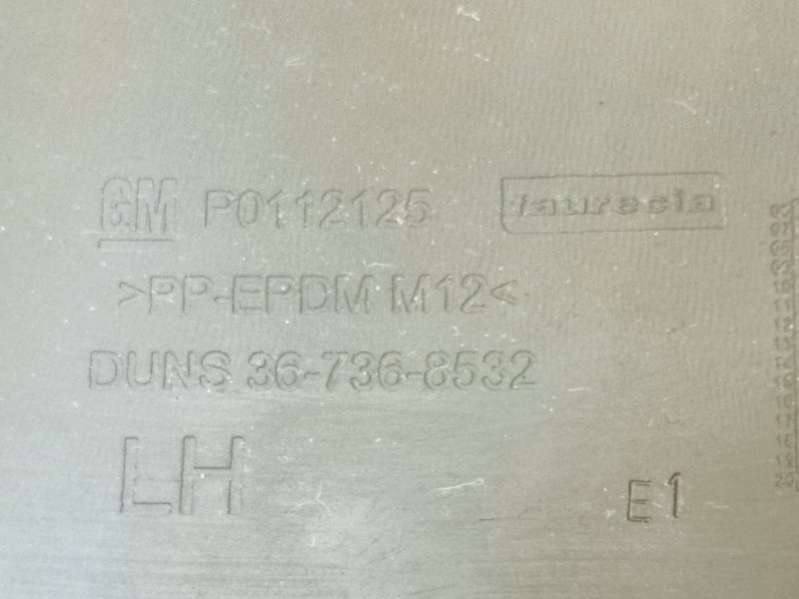 GM P0112125 faurecia
>PP-EPDM M12<
DUNS 36-736-8532
LH
E1